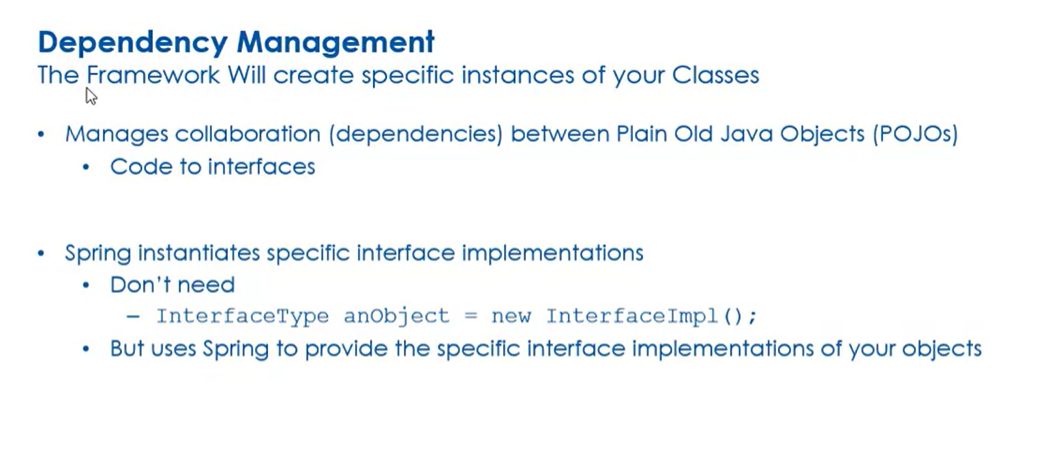 Dependency Management
The Framework Will create specific instances of your Classes
• Manages collaboration (dependencies) between Plain Old Java Objects (POJOs)
• Code to interfaces
• Spring instantiates specific interface implementations
• Don't need
– InterfaceType anObject = new InterfaceImpl();
• But uses Spring to provide the specific interface implementations of your objects